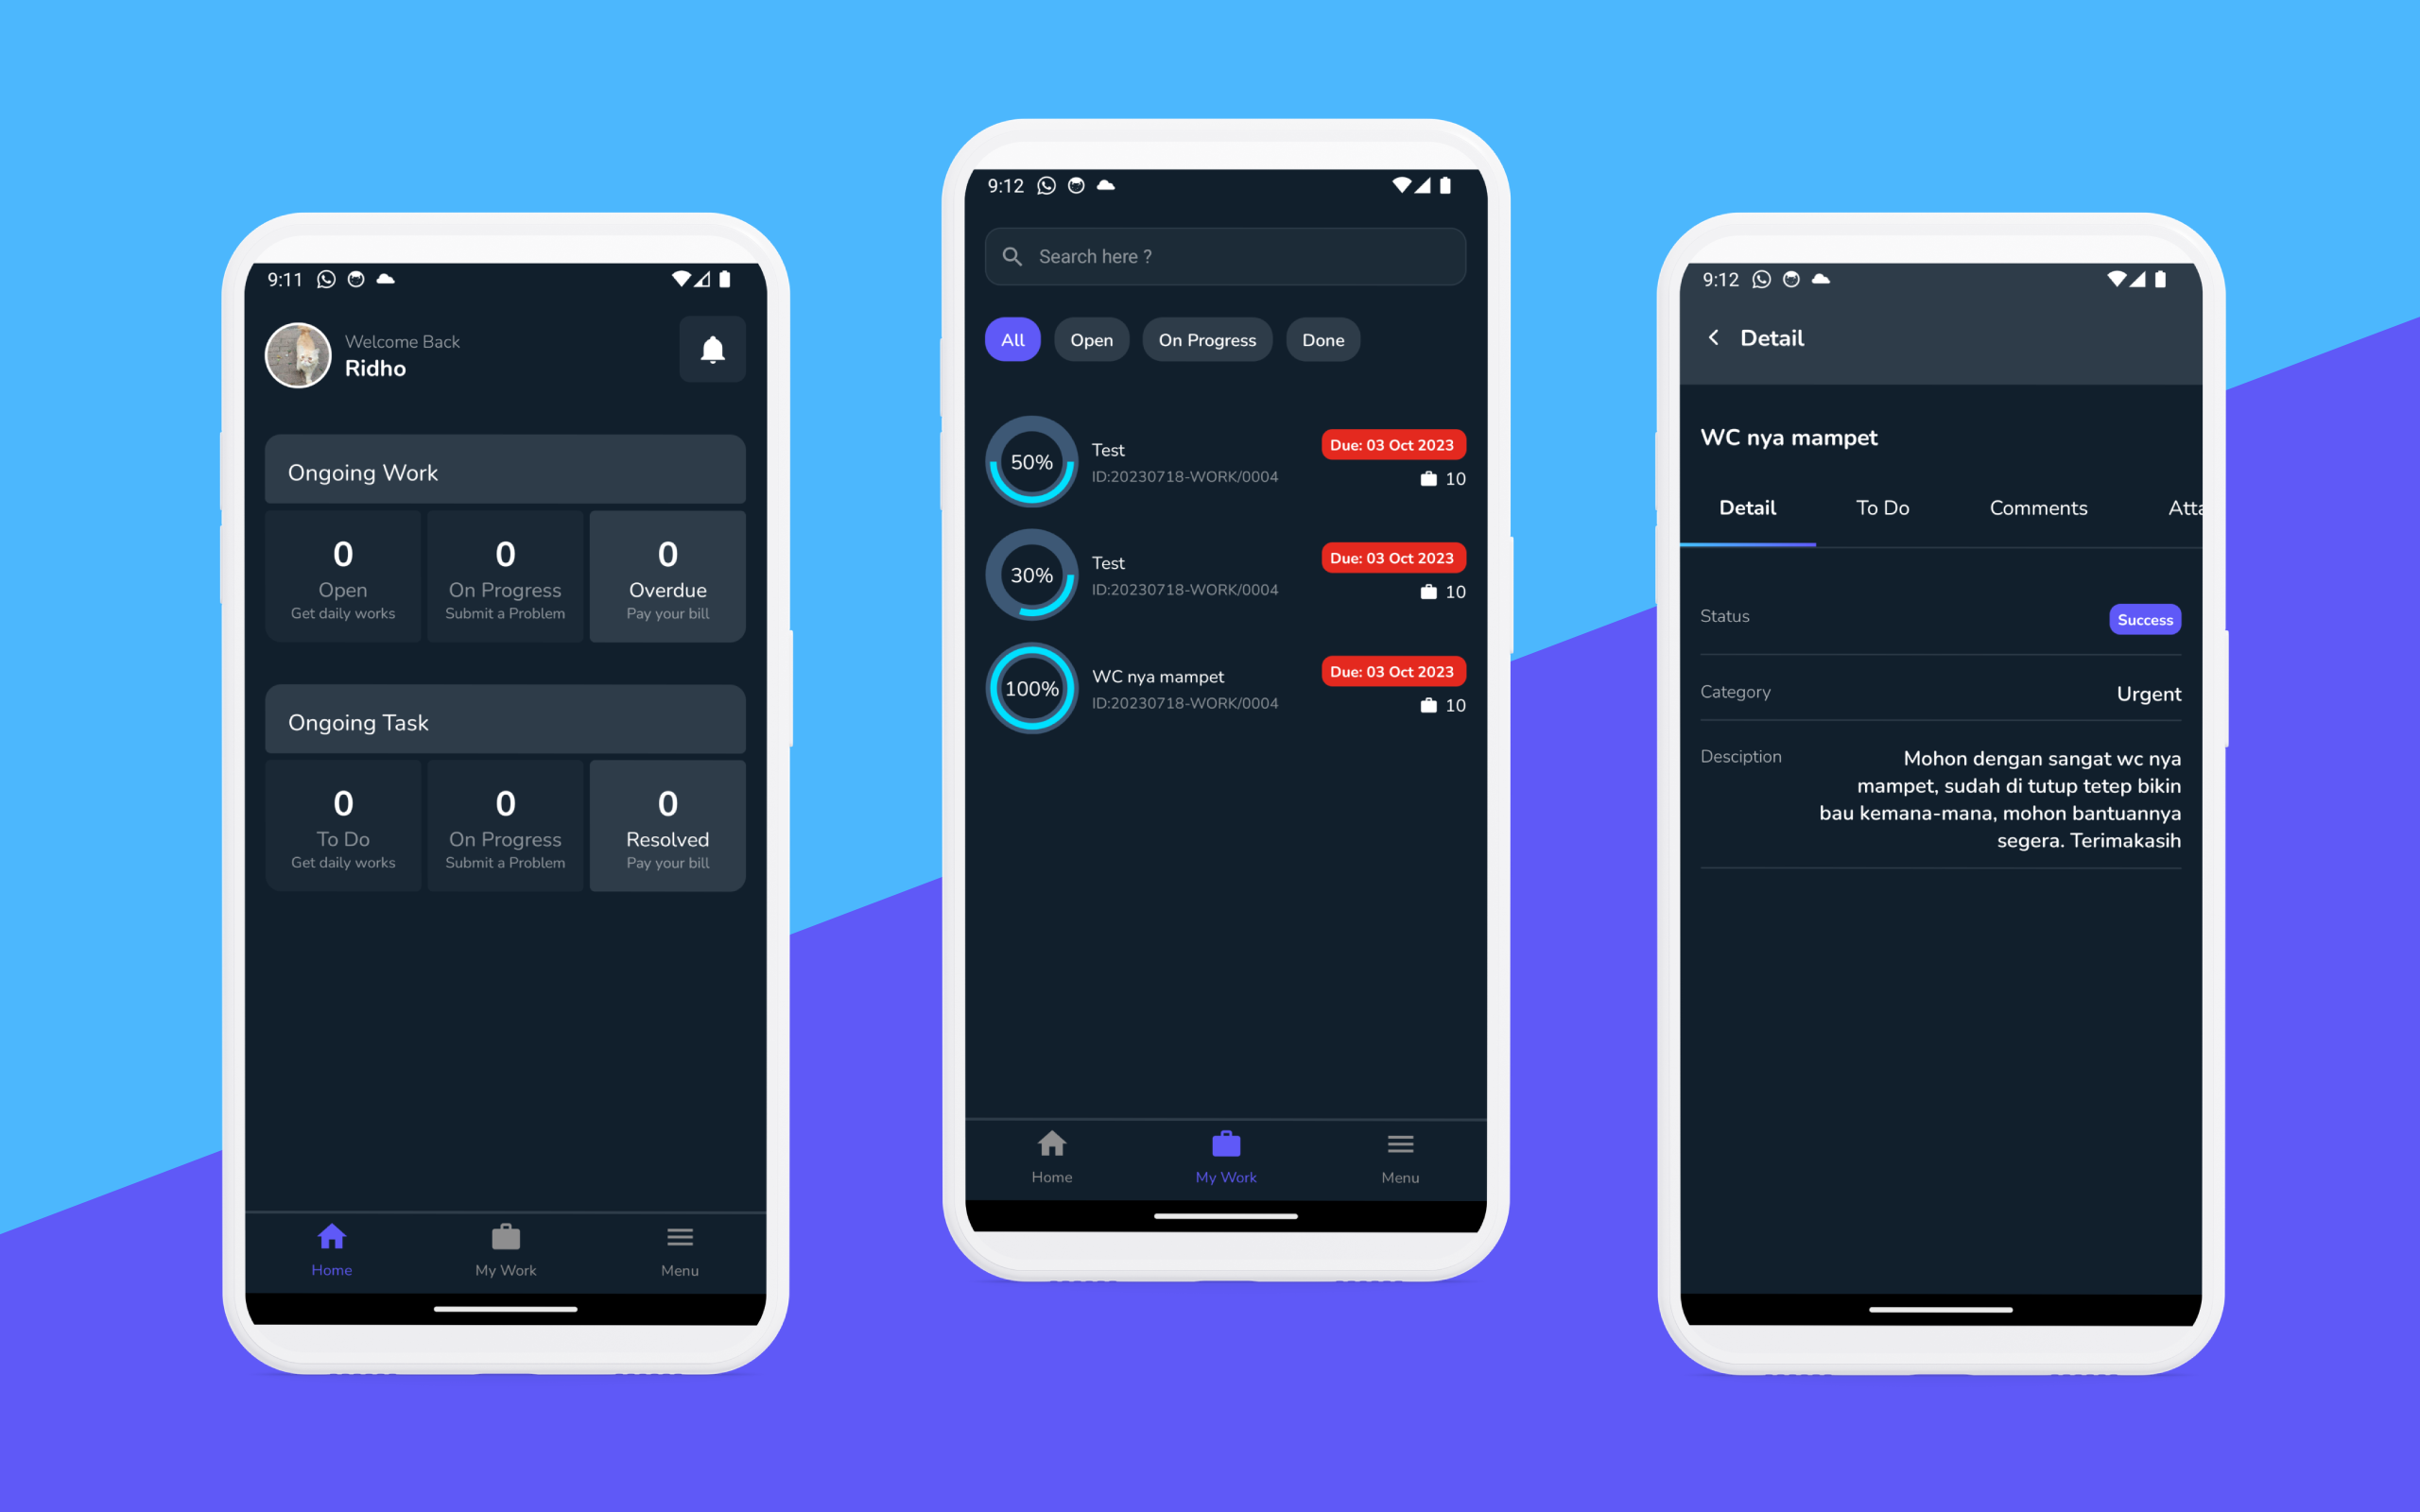 9:11
Welcome Back
Ridho
Ongoing Work
0 0 0
Open On Progress Overdue
Get daily works Submit a Problem Pay your bill
Ongoing Task
0 0 0
To Do On Progress Resolved
Get daily works Submit a Problem Pay your bill
Home My Work Menu
9:12
Search here ?
All Open On Progress Done
50% Test Due: 03 Oct 2023
ID:20230718-WORK/0004 10
30% Test Due: 03 Oct 2023
ID:20230718-WORK/0004 10
100% WC nya mampet Due: 03 Oct 2023
ID:20230718-WORK/0004 10
Home My Work Menu
9:12
Detail
WC nya mampet
Detail To Do Comments Atta
Status Success
Category Urgent
Desciption Mohon dengan sangat wc nya
mampet, sudah di tutup tetep bikin
bau kemana-mana, mohon bantuannya
segera. Terimakasih